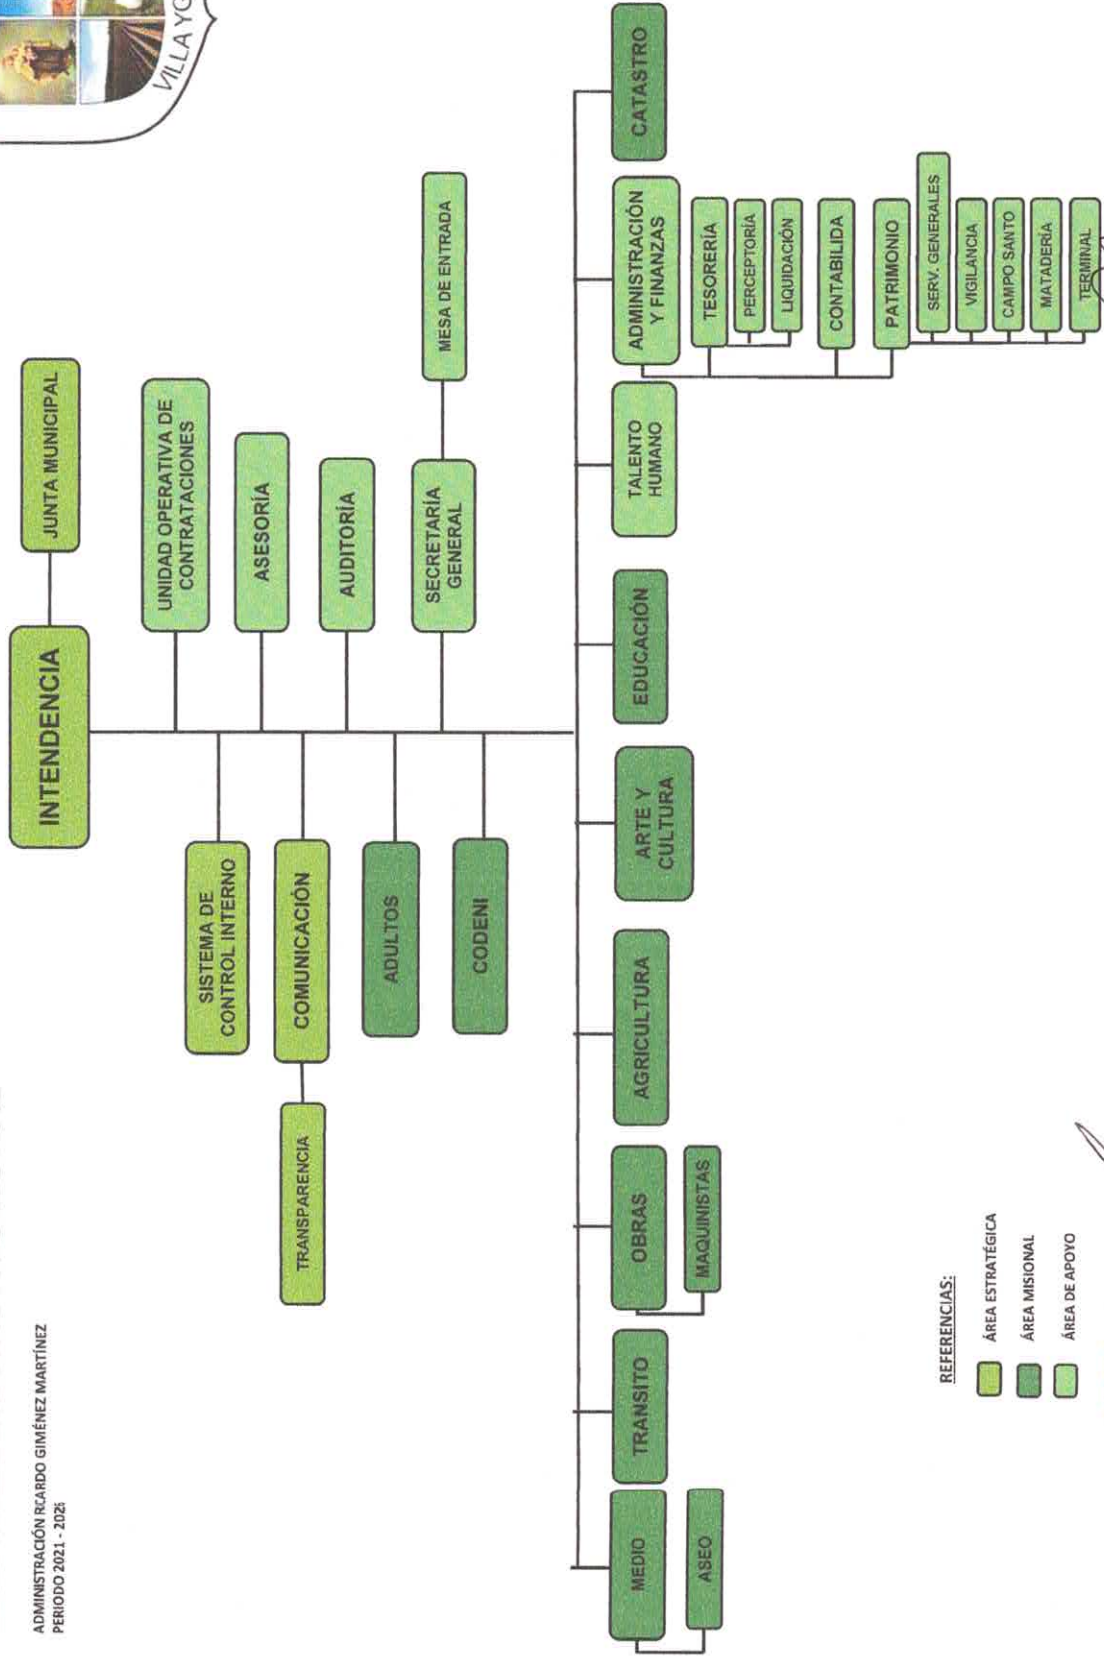 VILLA YG
ADMINISTRACIÓN RCARDO GIMÉNEZ MARTÍNEZ
PERIODO 2021 - 2025
INTENDENCIA
JUNTA MUNICIPAL
UNIDAD OPERATIVA DE
CONTRATACIONES
SISTEMA DE
CONTROL INTERNO
ASESORÍA
TRANSPARENCIA
COMUNICACIÓN
AUDITORÍA
ADULTOS
SECRETARÍA
GENERAL
MESA DE ENTRADA
CODENI
MEDIO
ASEO
TRANSITO
OBRAS
MAQUINISTAS
AGRICULTURA
ARTE Y
CULTURA
EDUCACIÓN
TALENTO
HUMANO
ADMINISTRACIÓN
Y FINANZAS
TESORERÍA
PERCEPTORÍA
LIQUIDACIÓN
CONTABILIDA
PATRIMONIO
SERV. GENERALES
VIGILANCIA
CAMPO SANTO
MATADERÍA
TERMINAL
CATASTRO
REFERENCIAS:
ÁREA ESTRATÉGICA
ÁREA MISIONAL
ÁREA DE APOYO